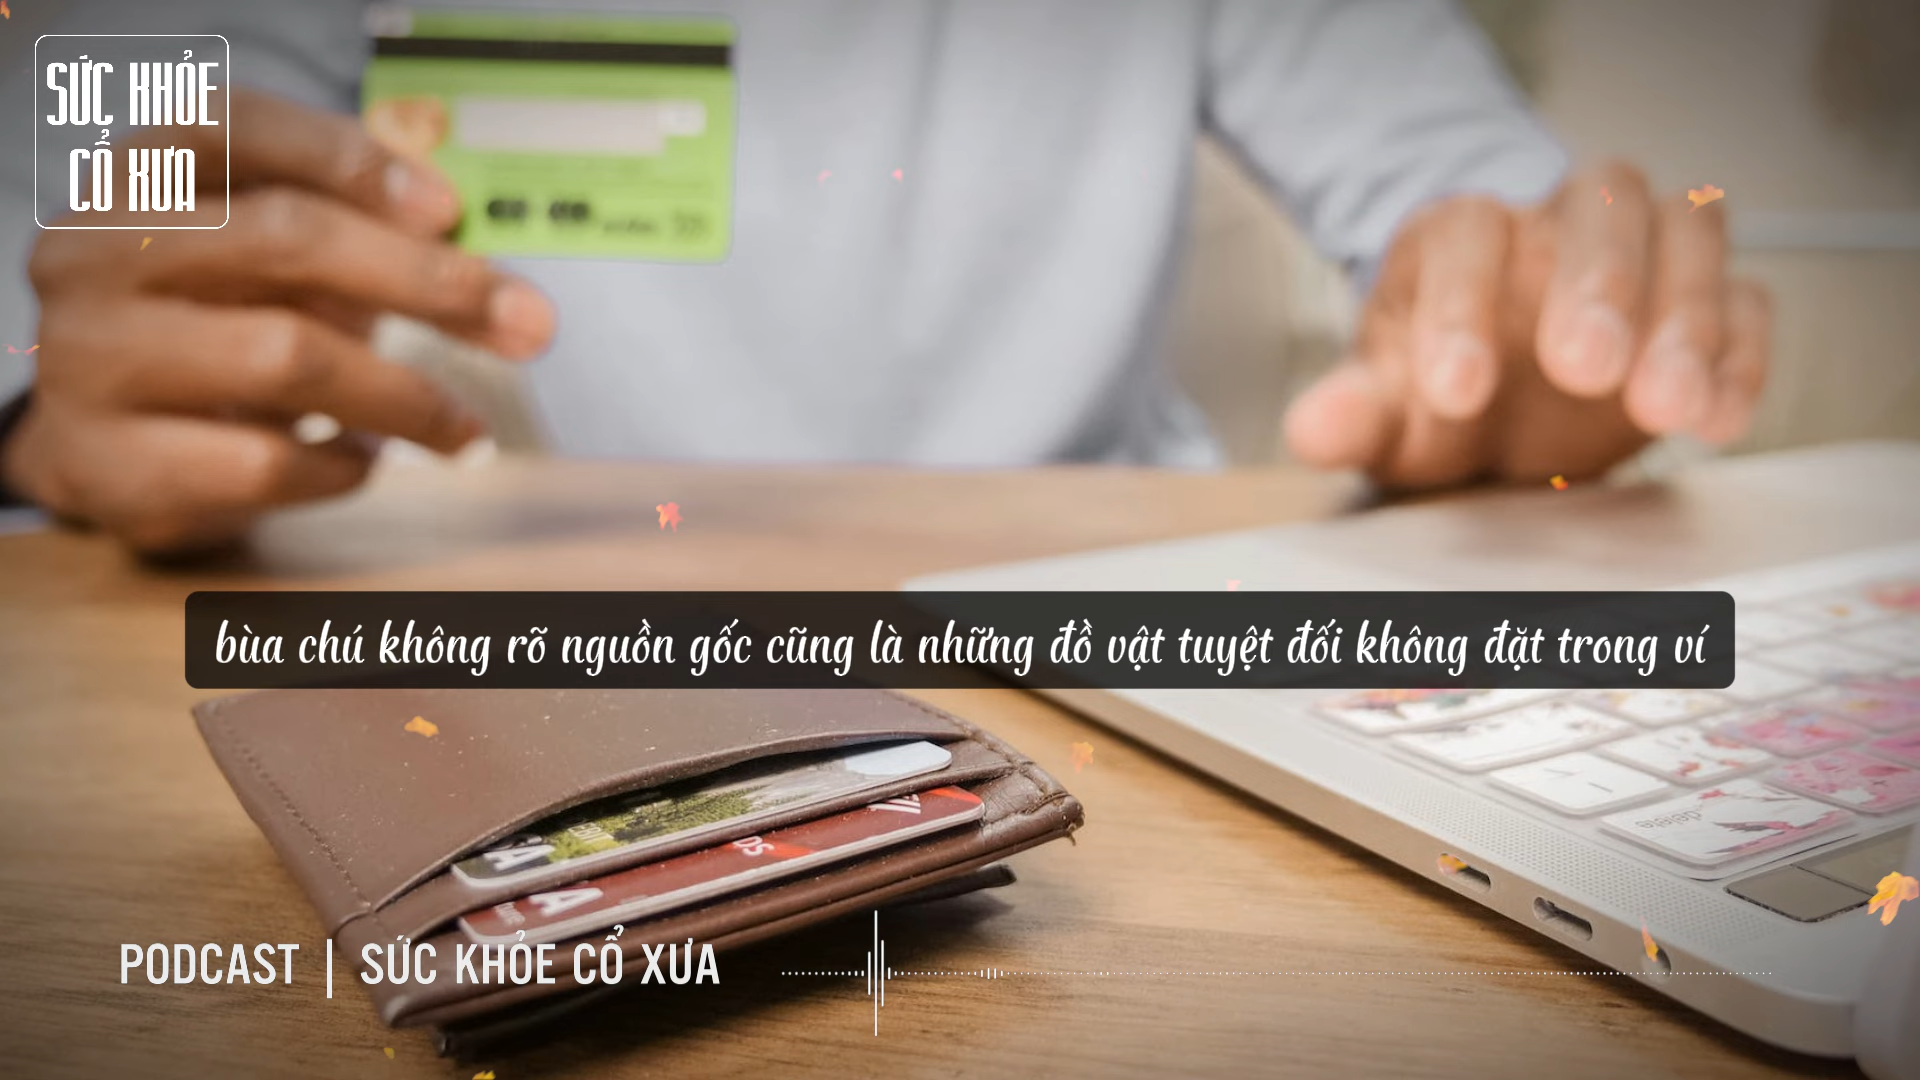 SỨC KHỎE
CỔ XƯA
bùa chú không rõ nguồn gốc cũng là những đồ vật tuyệt đối không đặt trong ví
delete
PODCAST | SỨC KHỎE CỔ XƯA